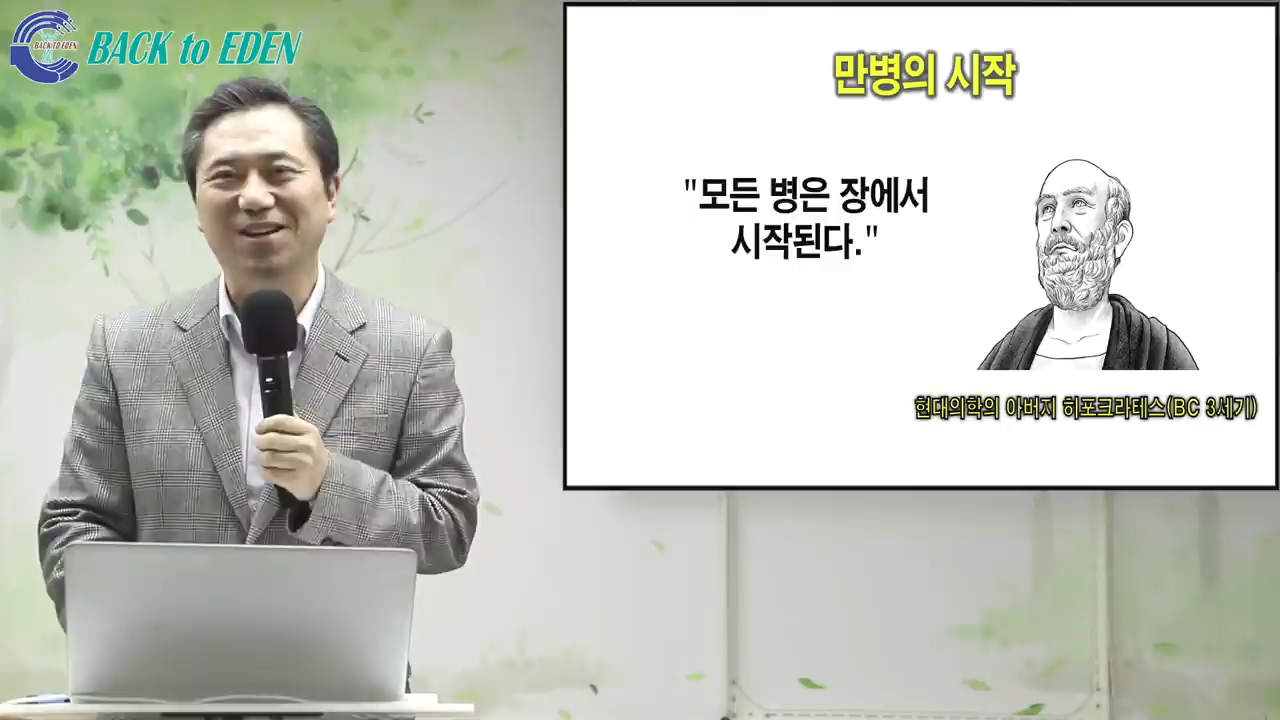 BACK TO EDEN
BACK to EDEN
만병의 시작
"모든 병은 장에서
시작된다."
현대의학의 아버지 히포크라테스(BC 3세기)